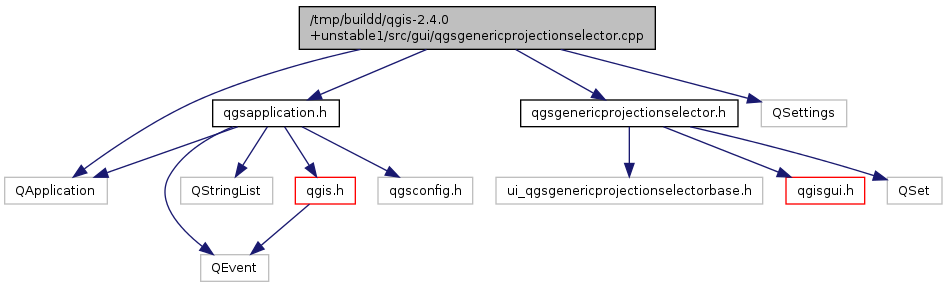 /tmp/buildd/qgis-2.4.0
+unstable1/src/gui/qgsgenericprojectionselector.cpp
qgsapplication.h
qgsgenericprojectionselector.h
QSettings
QApplication
QStringList
qgis.h
qgsconfig.h
ui_qgsgenericprojectionselectorbase.h
qgisgui.h
QSet
QEvent